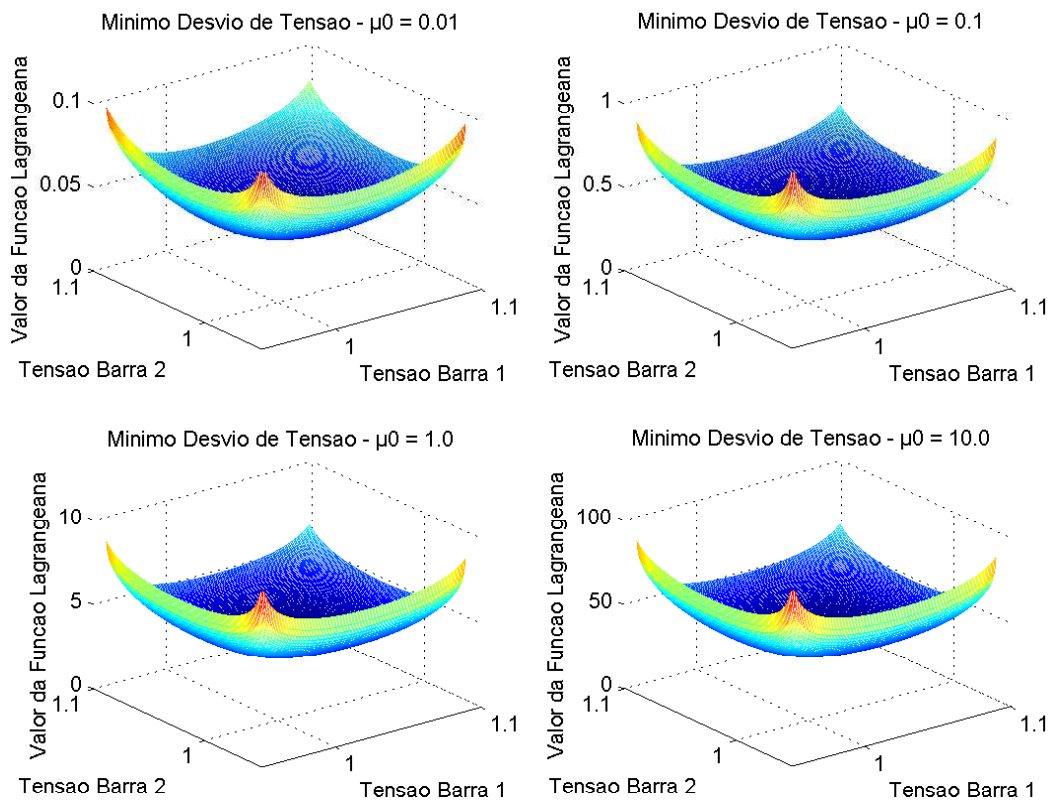 Minimo Desvio de Tensao - µ0 = 0.01
Valor da Funcao Lagrangeana
0.1
0.05
0
1.1
1
Tensao Barra 2
1
1.1
Tensao Barra 1
Minimo Desvio de Tensao - µ0 = 0.1
Valor da Funcao Lagrangeana
1
0.5
0
1.1
1
Tensao Barra 2
1
1.1
Tensao Barra 1
Minimo Desvio de Tensao - µ0 = 1.0
Valor da Funcao Lagrangeana
10
5
0
1.1
1
Tensao Barra 2
1
1.1
Tensao Barra 1
Minimo Desvio de Tensao - µ0 = 10.0
Valor da Funcao Lagrangeana
100
50
0
1.1
1
Tensao Barra 2
1
1.1
Tensao Barra 1